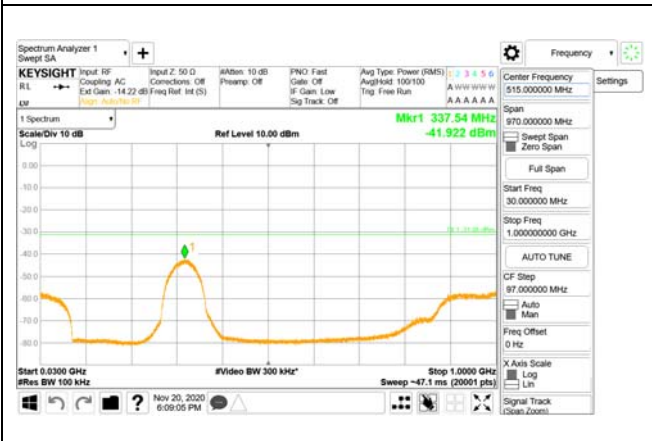 Spectrum Analyzer 1
Swept SA
+
Frequency
KEYSIGHT
RL
Input: RF
Coupling: AC
Ext Gain: -14.22 dB
Align: Auto/No RF
Input Z: 50 Ω
Corrections: Off
Freq Ref: Int (S)
#Atten: 10 dB
Preamp: Off
PNO: Fast
Gate: Off
IF Gain: Low
Sig Track: Off
Avg Type: Power (RMS)
Avg|Hold: 100/100
Trig: Free Run
1 2 3 4 5 6
A W W W W W
A A A A A A
Center Frequency
515.000000 MHz
Settings
Span
970.000000 MHz
Swept Span
Zero Span
Full Span
Start Freq
30.000000 MHz
Stop Freq
1.000000000 GHz
AUTO TUNE
CF Step
97.000000 MHz
Auto
Man
Freq Offset
0 Hz
X Axis Scale
Log
Lin
Signal Track
(Span Zoom)
1 Spectrum
Scale/Div 10 dB
Ref Level 10.00 dBm
Mkr1 337.54 MHz
-41.922 dBm
Log
0.00
-10.0
-20.0
-30.0
-40.0
-50.0
-60.0
-70.0
-80.0
1
Start 0.0300 GHz
#Video BW 300 kHz*
Stop 1.0000 GHz
#Res BW 100 kHz
Sweep ~47.1 ms (20001 pts)
?
Nov 20, 2020
6:09:05 PM